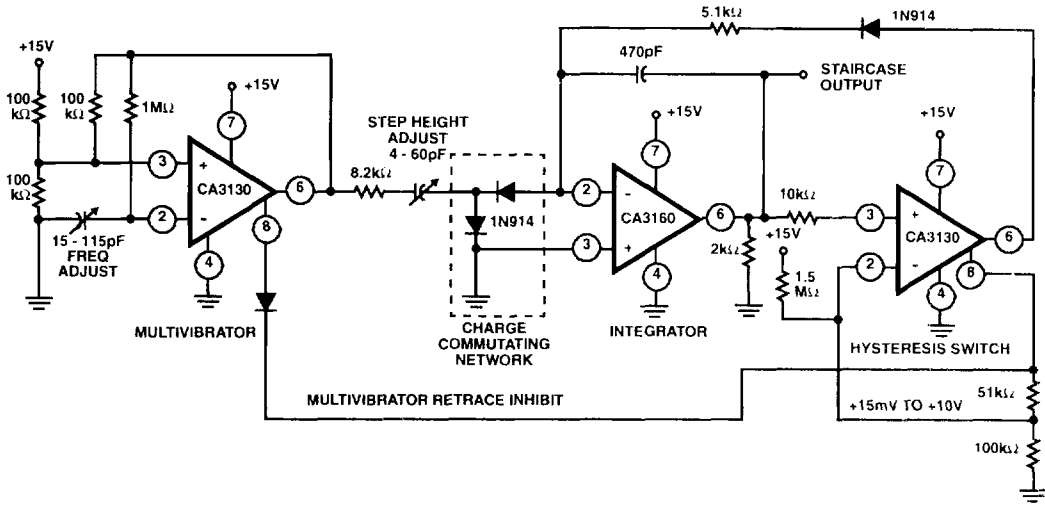 5.1kΩ
1N914
+15V
470pF
STAIRCASE
OUTPUT
100
kΩ
100
kΩ
1MΩ
+15V
7
STEP HEIGHT
ADJUST
4 - 60pF
+15V
7
+15V
7
3
+
CA3130
6
8.2kΩ
2
-
CA3160
6
10kΩ
3
+
CA3130
6
100
kΩ
2
-
8
1N914
3
+
2kΩ
+15V
2
-
8
15 - 115pF
FREQ
ADJUST
4
4
1.5
MΩ
4
MULTIVIBRATOR
CHARGE
COMMUTATING
NETWORK
INTEGRATOR
HYSTERESIS SWITCH
MULTIVIBRATOR RETRACE INHIBIT
+15mV TO +10V
51kΩ
100kΩ